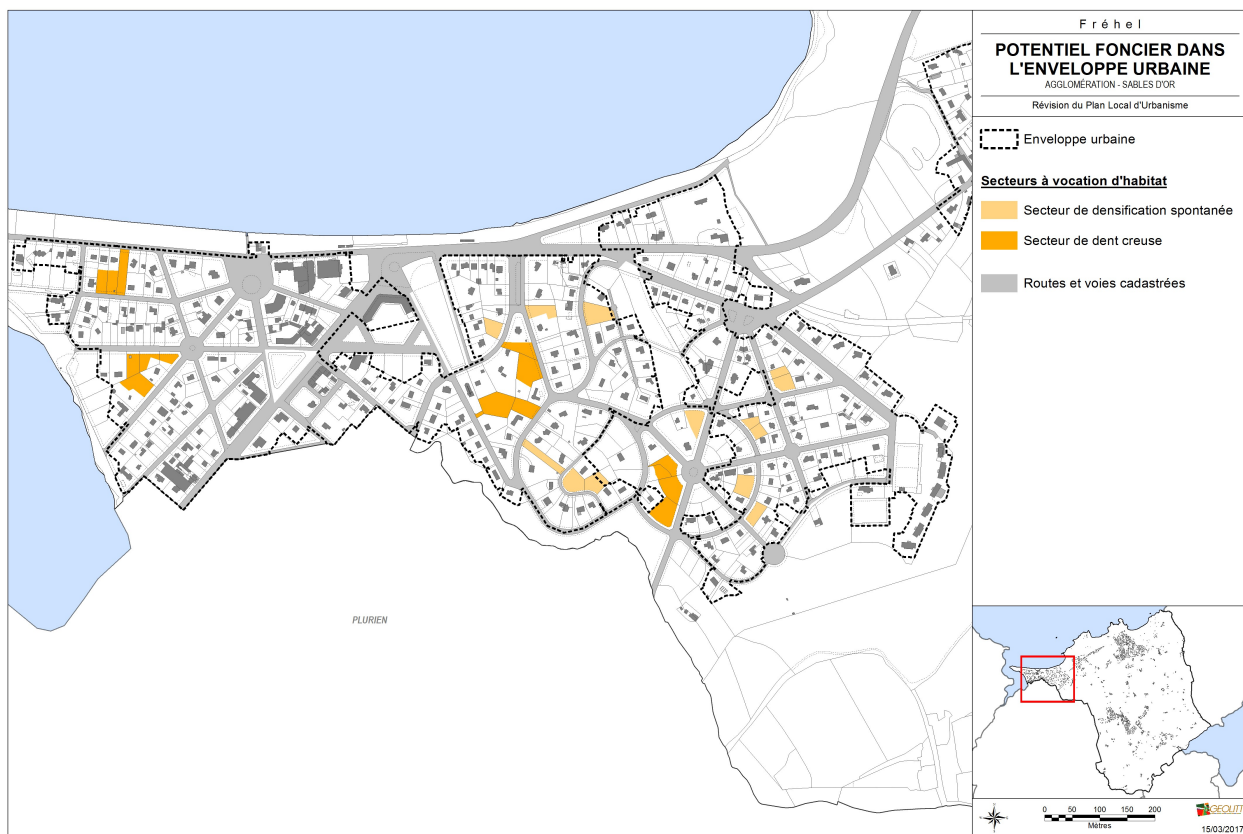 Fréhel
POTENTIEL FONCIER DANS
L'ENVELOPPE URBAINE
AGGLOMÉRATION - SABLES D'OR
Révision du Plan Local d'Urbanisme
Enveloppe urbaine
Secteurs à vocation d'habitat
Secteur de densification spontanée
Secteur de dent creuse
Routes et voies cadastrées
PLURIEN
0 50 100 150 200
Mètres
GEOLITT
15/03/2017